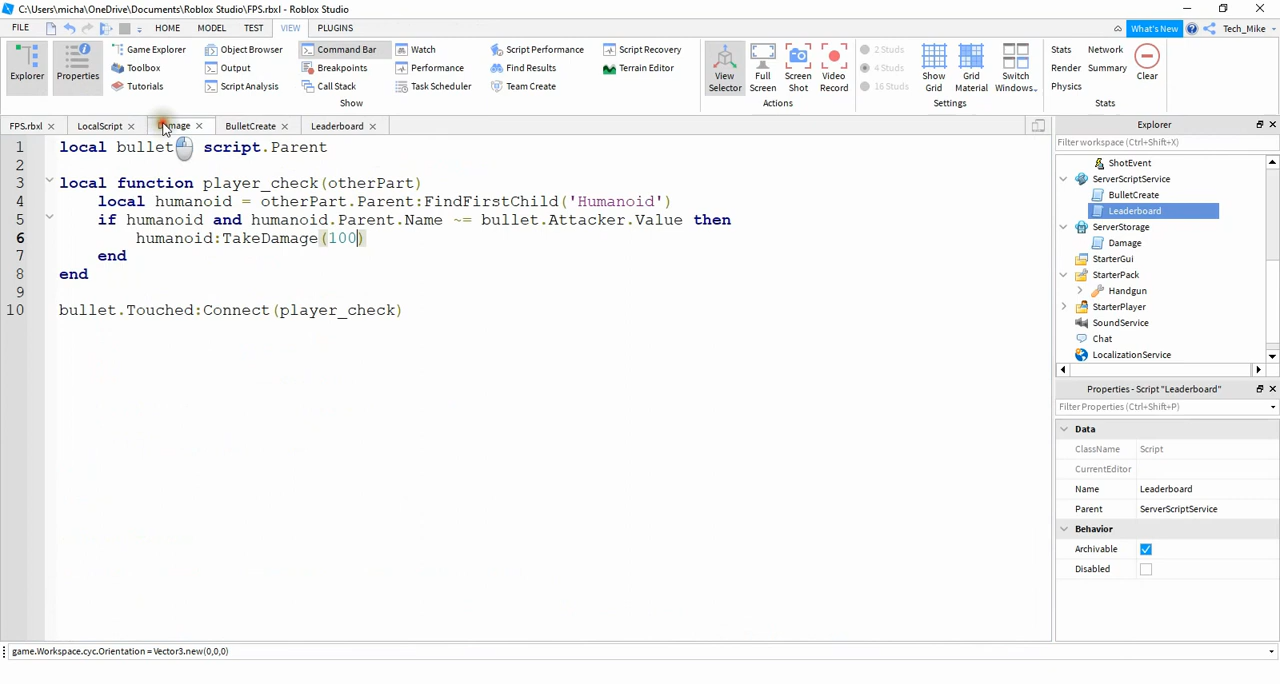 C:\Users\micha\OneDrive\Documents\Roblox Studio\FPS.rbxl - Roblox Studio
FILE HOME MODEL TEST VIEW PLUGINS What's New Tech_Mike
Explorer
Properties
Game Explorer
Toolbox
Tutorials
Object Browser
Output
Script Analysis
Command Bar
Breakpoints
Call Stack
Watch
Performance
Task Scheduler
Script Performance
Find Results
Team Create
Script Recovery
Terrain Editor
Show
View Selector
Full Screen
Screen Shot
Video Record
Actions
2 Studs
4 Studs
16 Studs
Show Grid
Grid Material
Switch Windows
Settings
Stats
Render
Physics
Network
Summary
Clear
Stats
FPS.rbxl LocalScript BulletCreate Leaderboard
1 local bullet script.Parent
2
3 local function player_check(otherPart)
4 local humanoid = otherPart.Parent:FindFirstChild('Humanoid')
5 if humanoid and humanoid.Parent.Name ~= bullet.Attacker.Value then
6 humanoid:TakeDamage(100)
7 end
8 end
9
10 bullet.Touched:Connect(player_check)
Explorer
Filter workspace (Ctrl+Shift+X)
ShotEvent
ServerScriptService
BulletCreate
Leaderboard
ServerStorage
Damage
StarterGui
StarterPack
Handgun
StarterPlayer
SoundService
Chat
LocalizationService
Properties - Script "Leaderboard"
Filter Properties (Ctrl+Shift+P)
Data
ClassName Script
CurrentEditor
Name Leaderboard
Parent ServerScriptService
Behavior
Archivable
Disabled
game.Workspace.cyc.Orientation = Vector3.new(0,0,0)